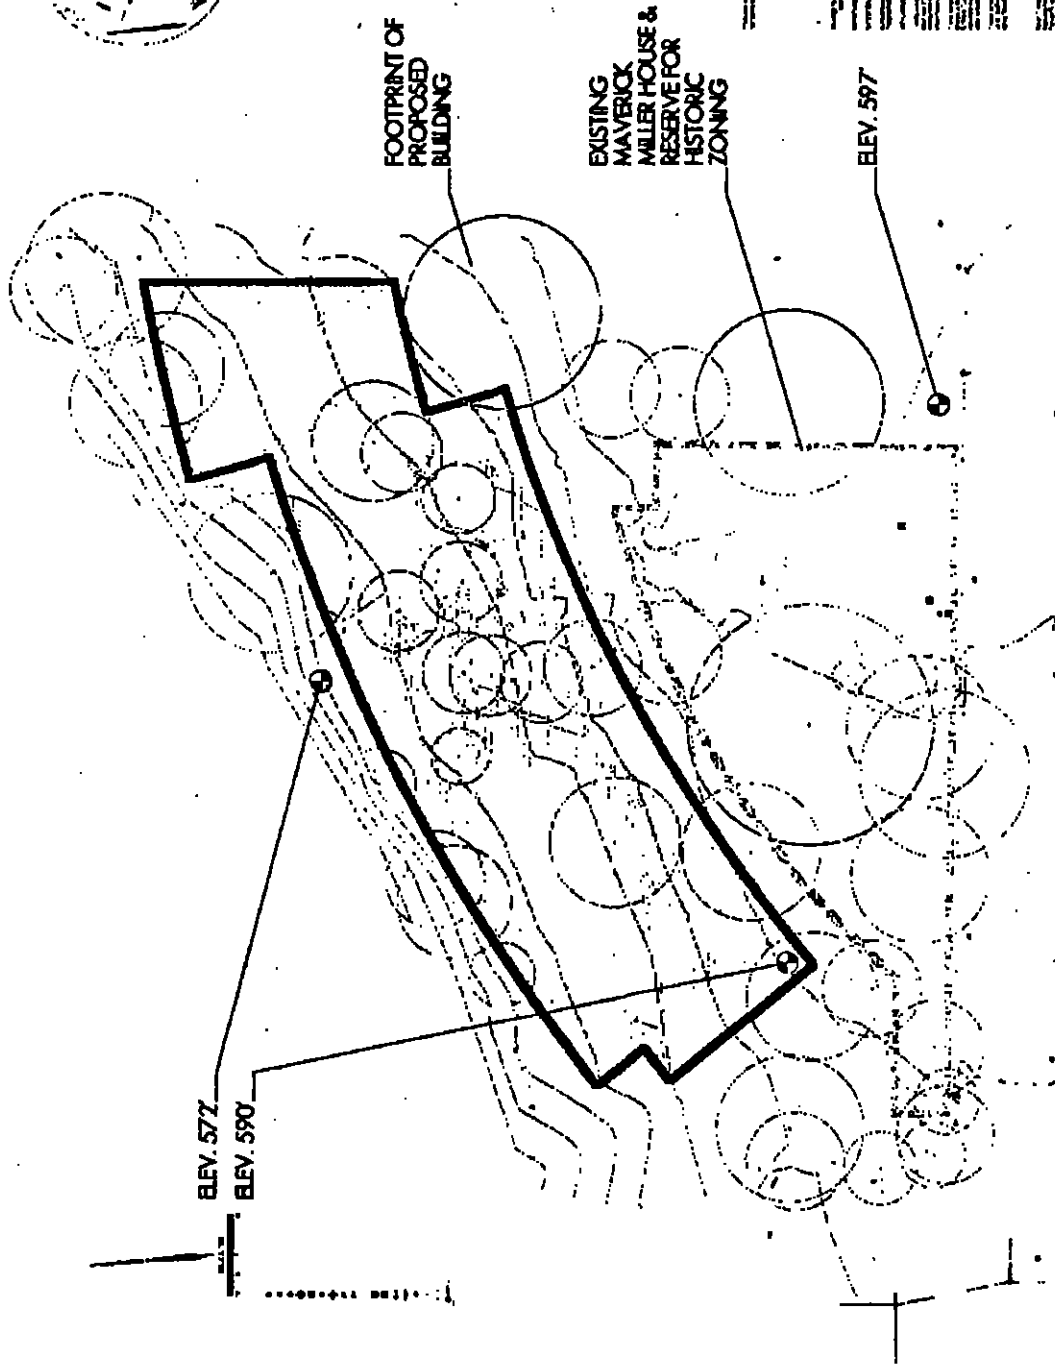 FOOTPRINT OF
PROPOSED
BUILDING
EXISTING
MAVERICK
MILLER HOUSE &
RESERVE FOR
HISTORIC
ZONING
ELEV. 597'
ELEV. 572'
ELEV. 590'